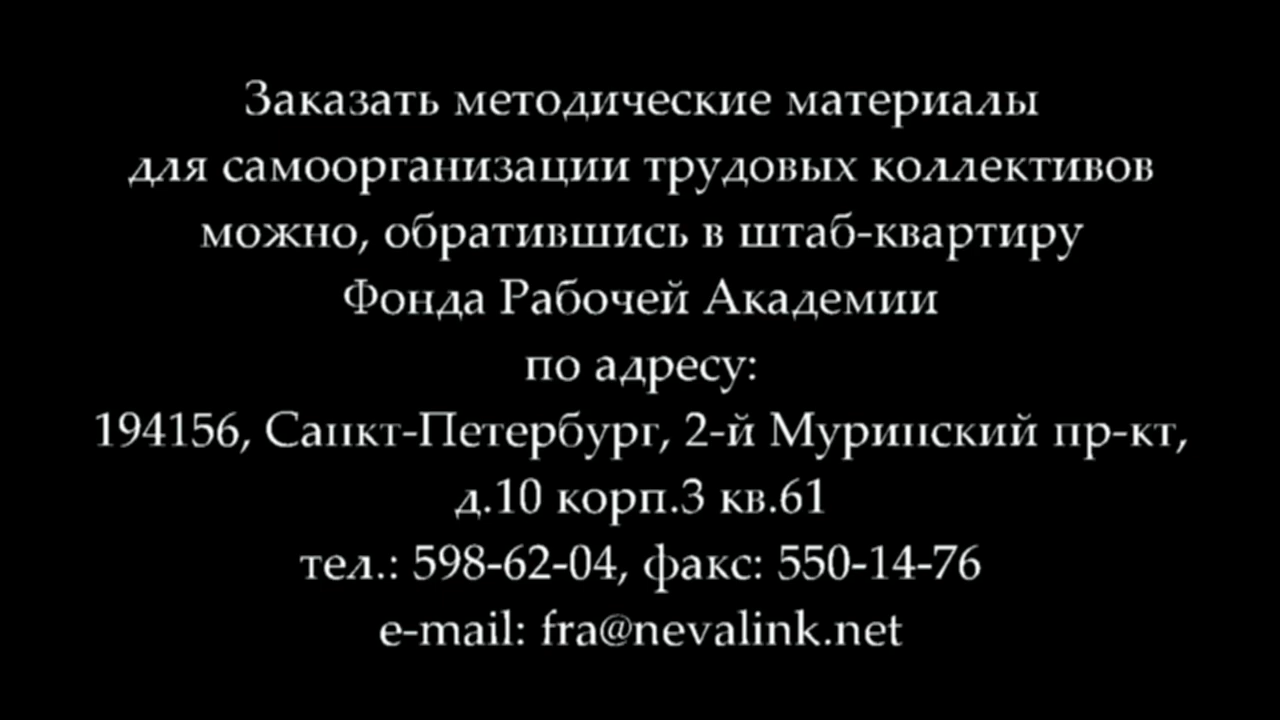 Заказать методические материалы
для самоорганизации трудовых коллективов
можно, обратившись в штаб-квартиру
Фонда Рабочей Академии
по адресу:
194156, Санкт-Петербург, 2-й Муринский пр-кт,
д.10 корп.3 кв.61
тел.: 598-62-04, факс: 550-14-76
e-mail: fra@nevalink.net